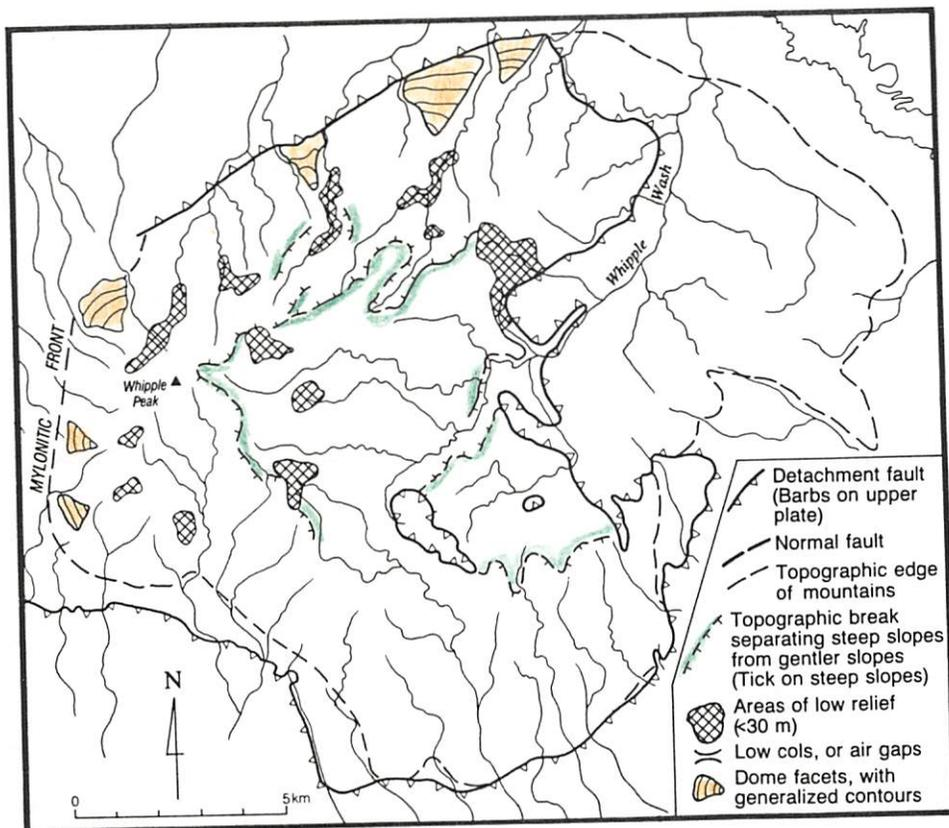 Wash
Whipple
FRONT
MYLONITIC
Whipple
Peak
N
0
5km
Detachment fault
(Barbs on upper
plate)
Normal fault
Topographic edge
of mountains
Topographic break
separating steep slopes
from gentler slopes
(Tick on steep slopes)
Areas of low relief
(<30 m)
Low cols, or air gaps
Dome facets, with
generalized contours